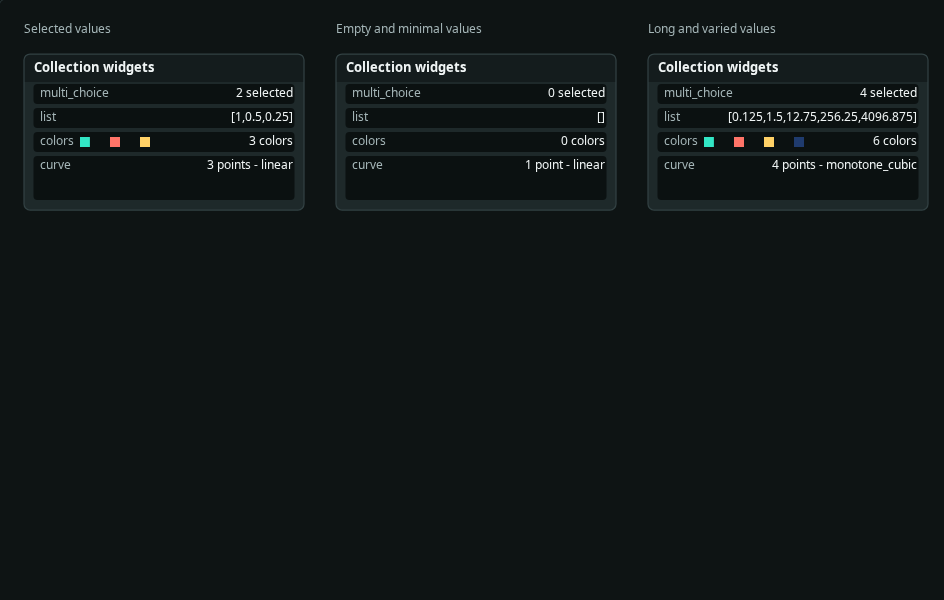 Selected values
Collection widgets
multi_choice 2 selected
list [1,0.5,0.25]
colors 3 colors
curve 3 points - linear
Empty and minimal values
Collection widgets
multi_choice 0 selected
list []
colors 0 colors
curve 1 point - linear
Long and varied values
Collection widgets
multi_choice 4 selected
list [0.125,1.5,12.75,256.25,4096.875]
colors 6 colors
curve 4 points - monotone_cubic